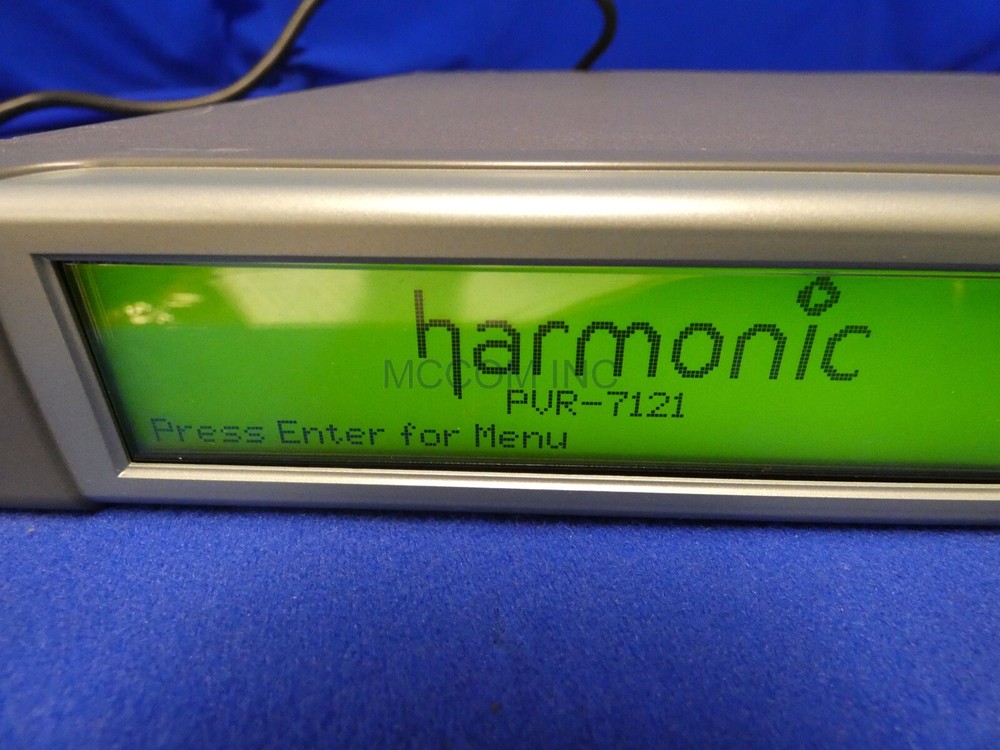 harmonic
MCCOM INC
PVR-7121
Press Enter for Menu